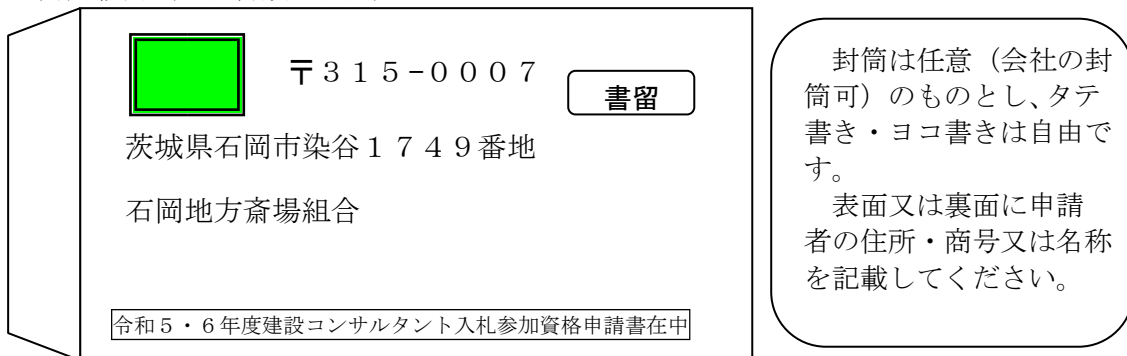 〒315-0007
書留
茨城県石岡市染谷1749番地
石岡地方斎場組合
令和5・6年度建設コンサルタント入札参加資格申請書在中
封筒は任意（会社の封
筒可）のものとし、タテ
書き・ヨコ書きは自由で
す。
表面又は裏面に申請
者の住所・商号又は名称
を記載してください。